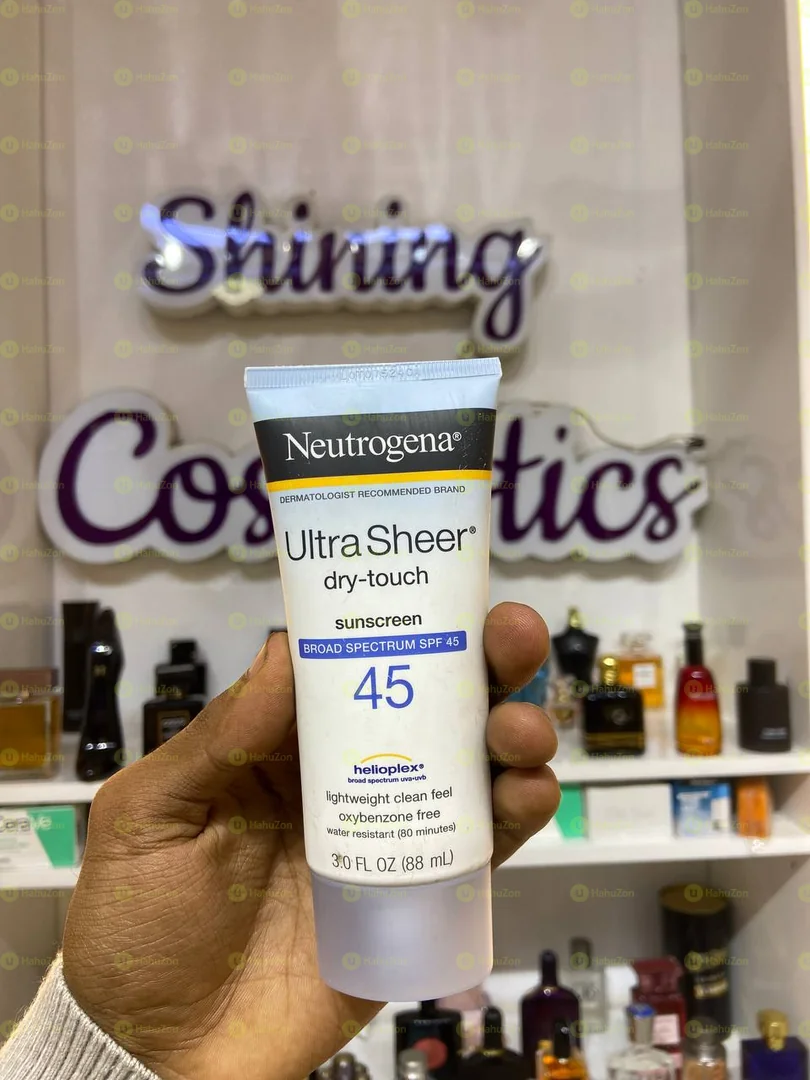 Shining
Cos tics
Neutrogena®
DERMATOLOGIST RECOMMENDED BRAND
Ultra Sheer®
dry-touch
sunscreen
BROAD SPECTRUM SPF 45
45
helioplex®
broad spectrum uva•uvb
lightweight clean feel
oxybenzone free
water resistant (80 minutes)
3.0 FL OZ (88 mL)
HahuZon